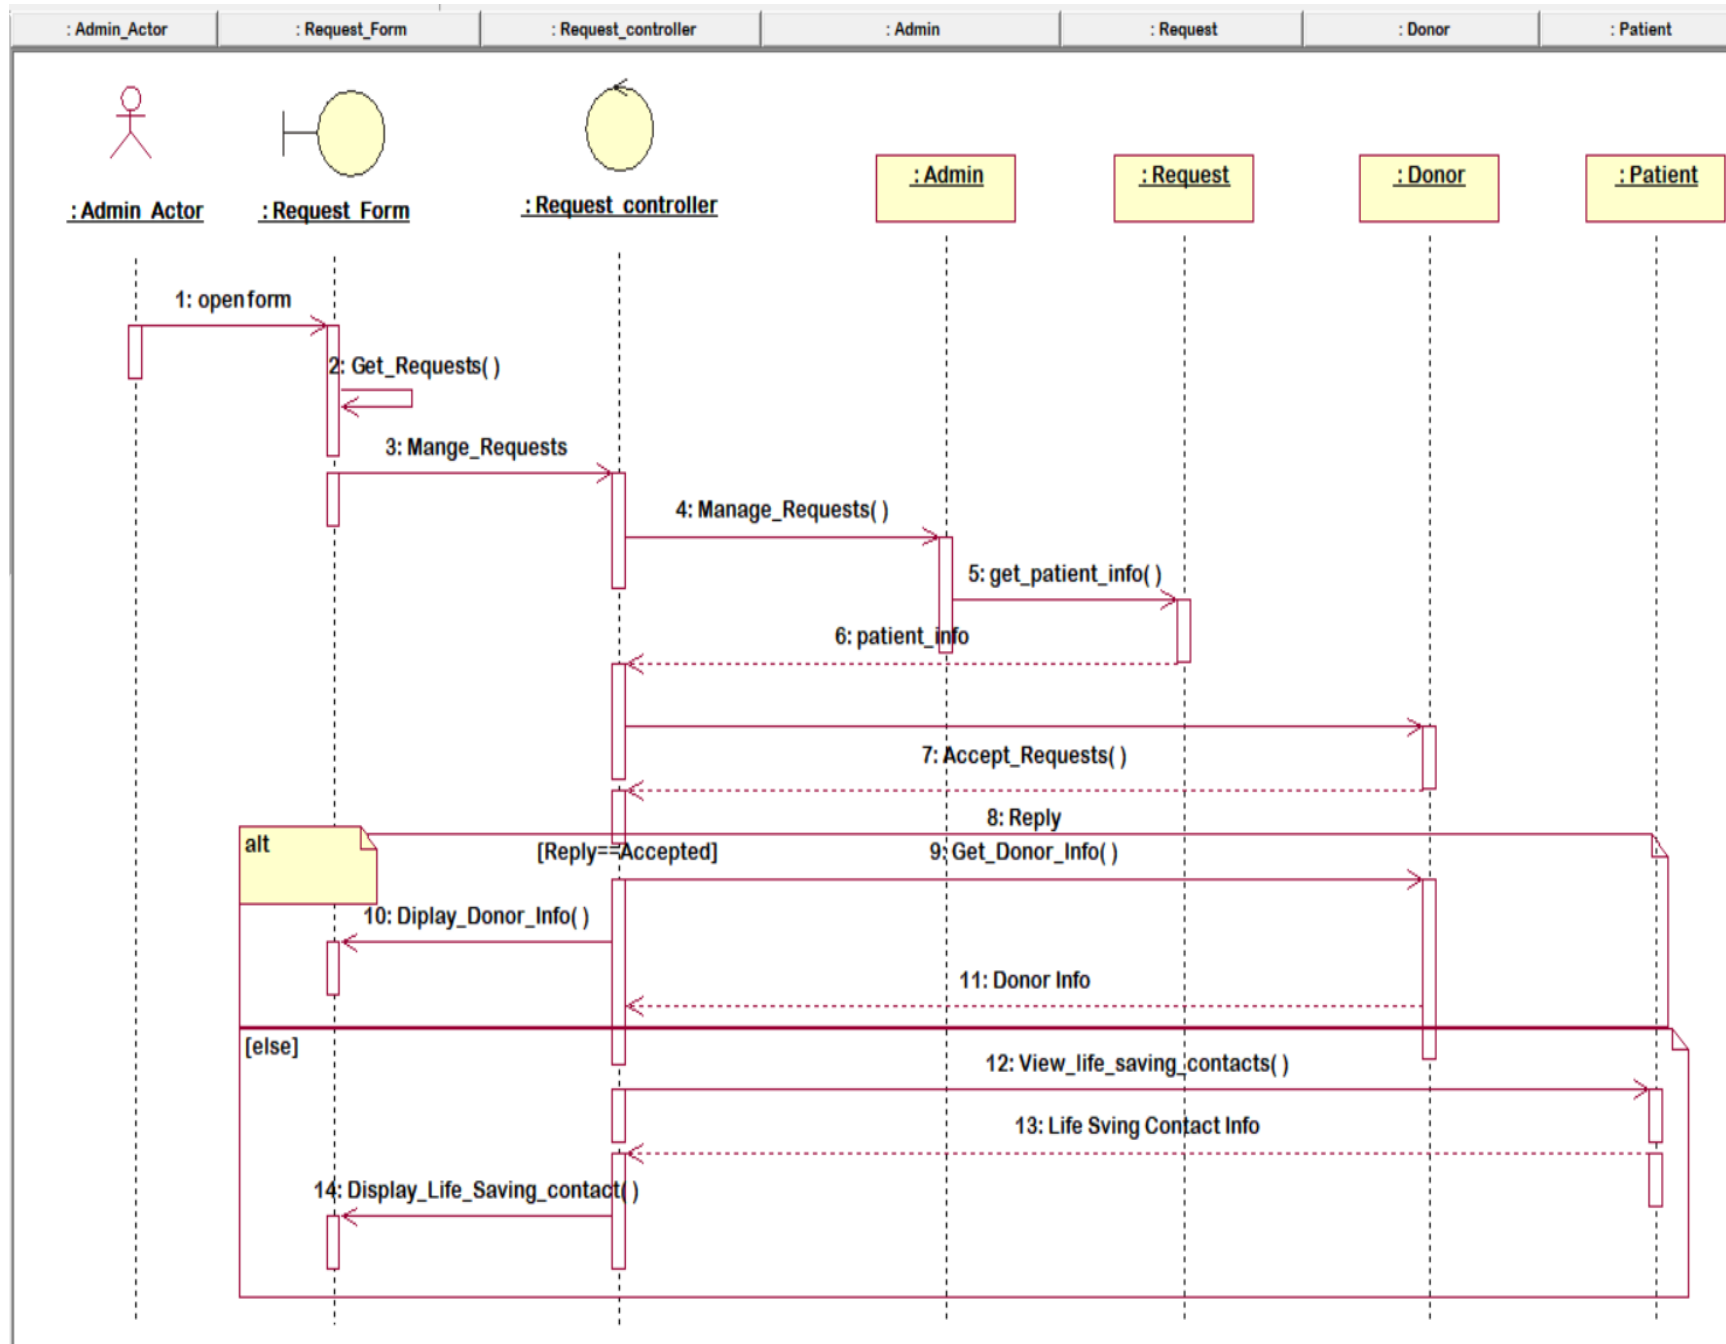 : Admin_Actor
: Request_Form
: Request_controller
: Admin
: Request
: Donor
: Patient
: Admin_Actor
: Request_Form
: Request_controller
: Admin
: Request
: Donor
: Patient
1: open form
2: Get_Requests( )
3: Mange_Requests
4: Manage_Requests( )
5: get_patient_info( )
6: patient_info
7: Accept_Requests( )
8: Reply
alt
[Reply==Accepted]
9: Get_Donor_Info( )
10: Diplay_Donor_Info( )
11: Donor Info
[else]
12: View_life_saving_contacts( )
13: Life Sving Contact Info
14: Display_Life_Saving_contact( )